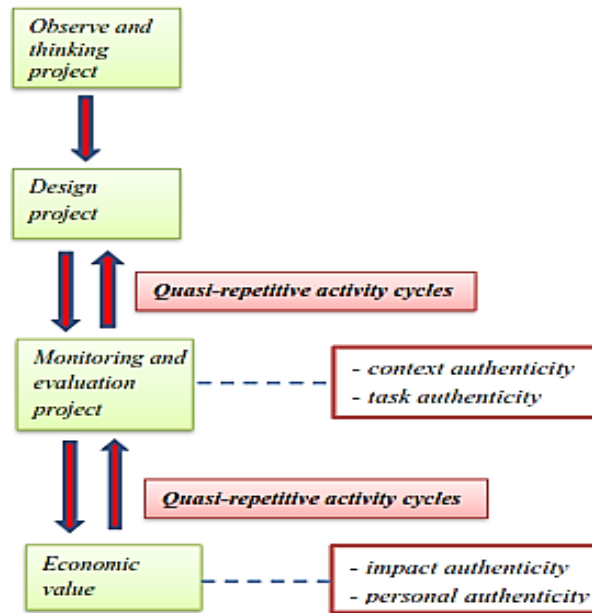 Observe and
thinking
project
Design
project
Quasi-repetitive activity cycles
Monitoring and
evaluation
project
- context authenticity
- task authenticity
Quasi-repetitive activity cycles
Economic
value
- impact authenticity
- personal authenticity